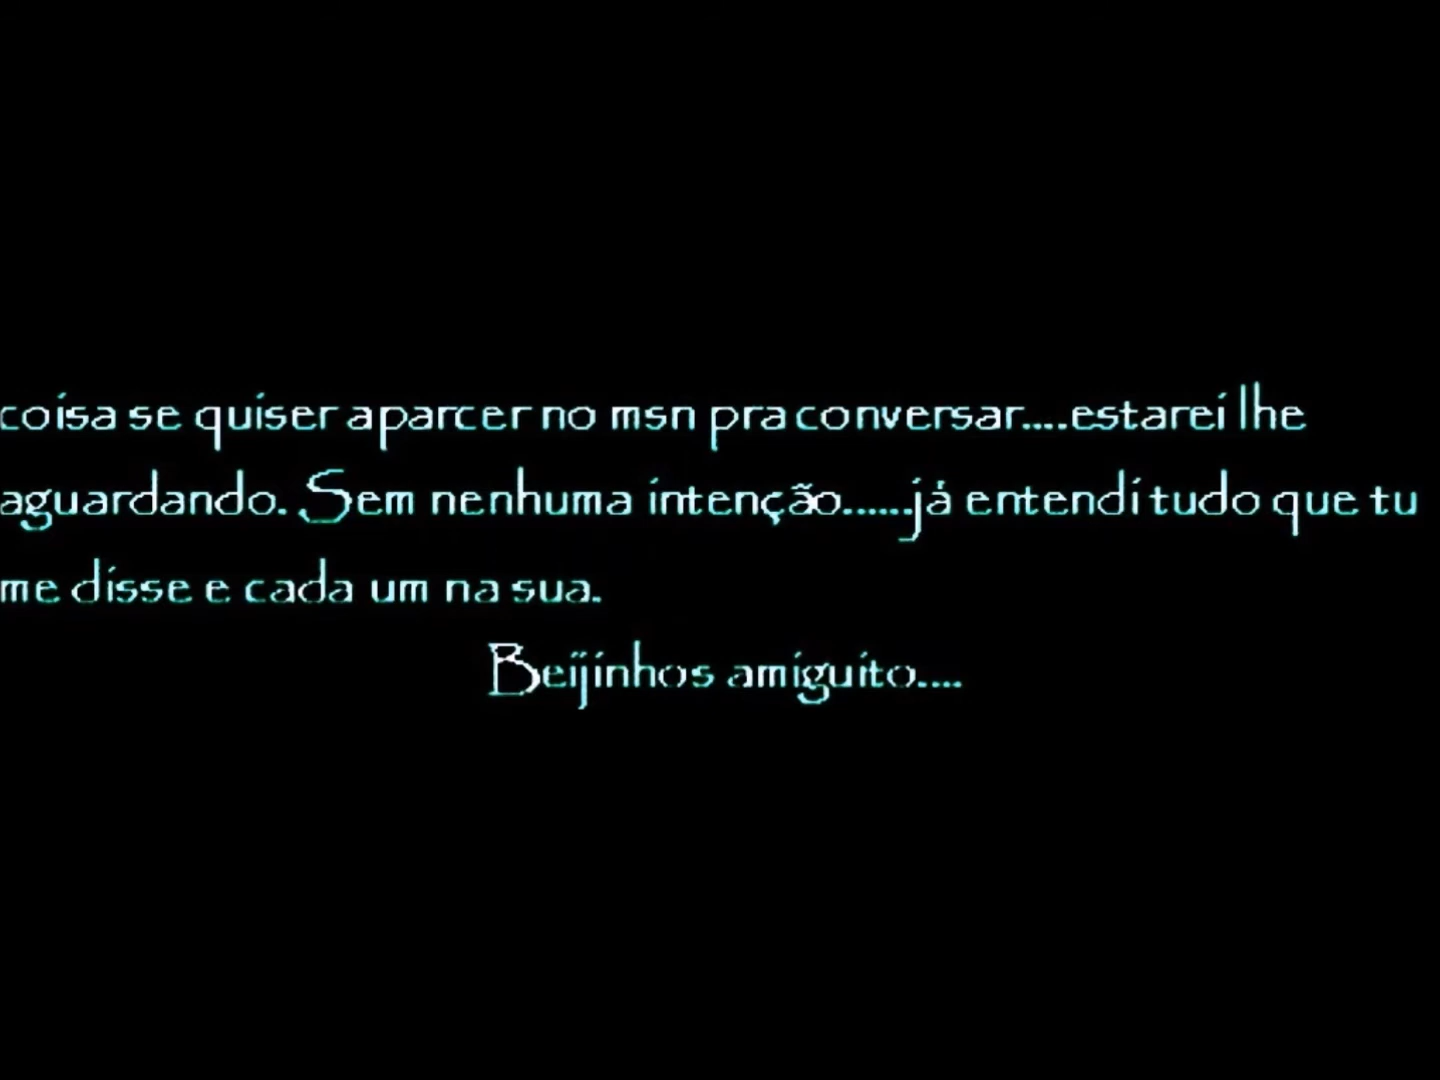 coisa se quiser aparcer no msn pra conversar....estarei lhe
aguardando. Sem nenhuma intenção......já entendi tudo que tu
me disse e cada um na sua.
Beijinhos amiguito....